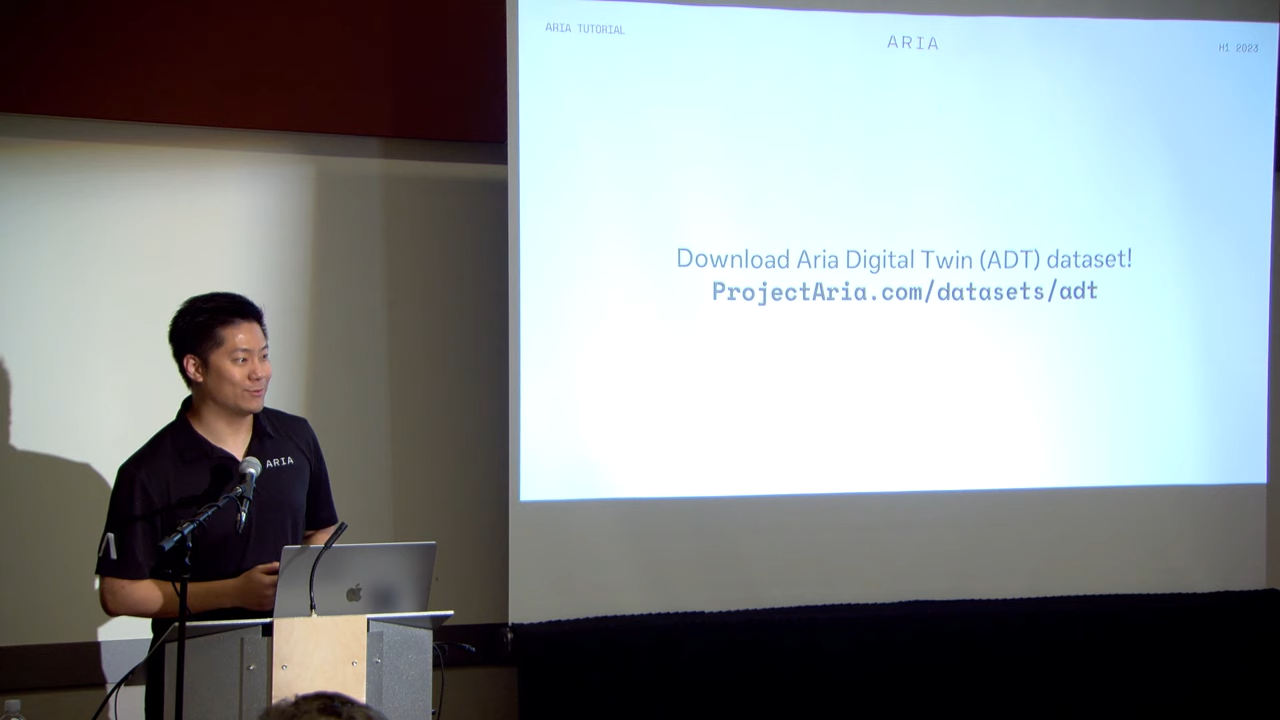 ARIA TUTORIAL
ARIA
H1 2023
Download Aria Digital Twin (ADT) dataset!
ProjectAria.com/datasets/adt
ARIA